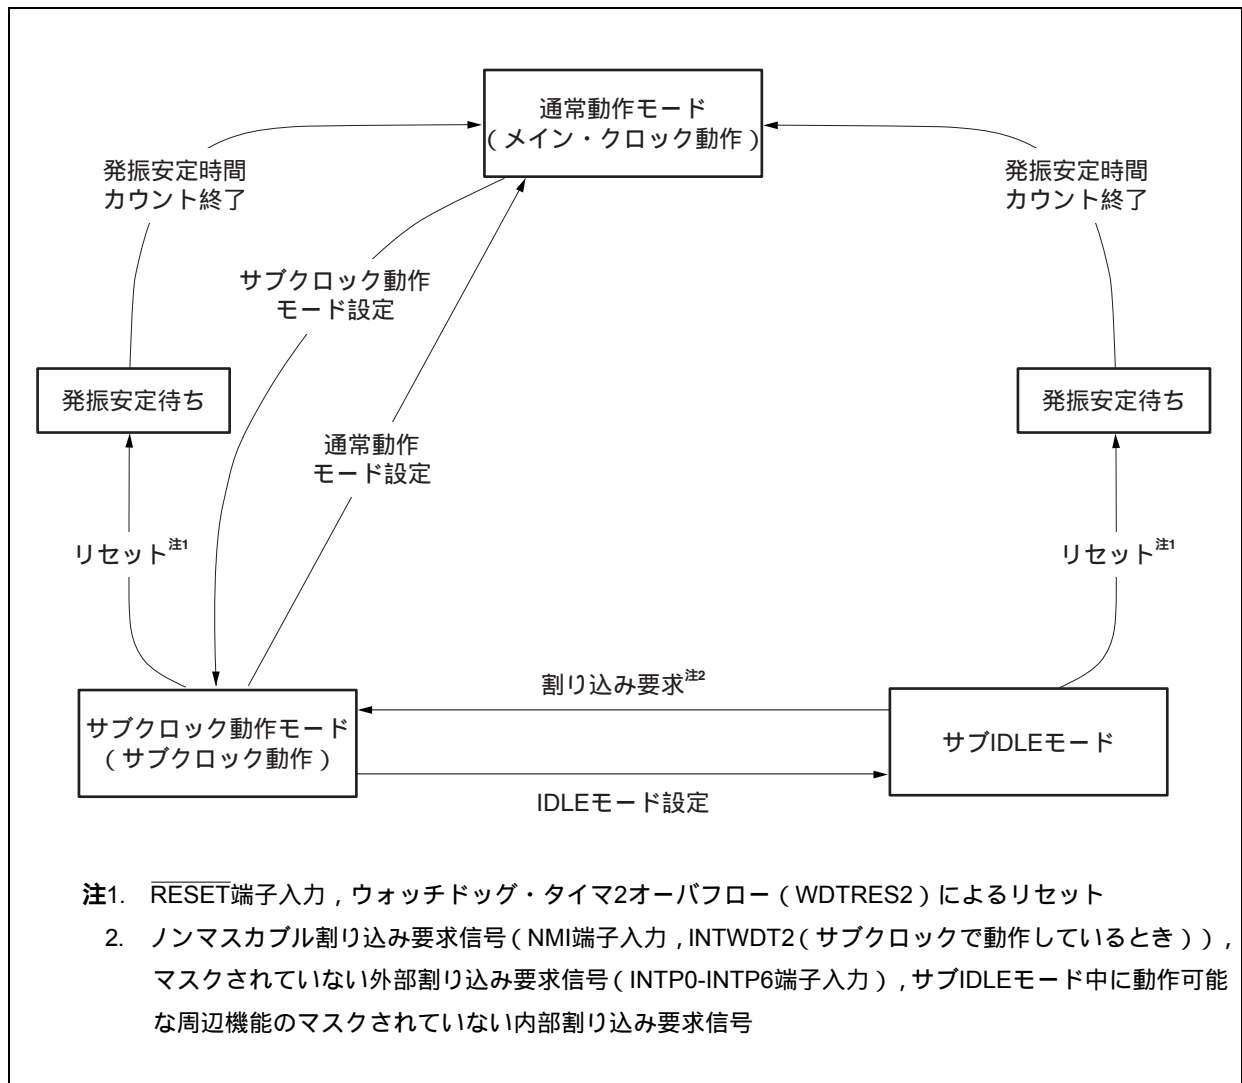 通常動作モード
（メイン・クロック動作）
発振安定時間
カウント終了
発振安定時間
カウント終了
サブクロック動作
モード設定
発振安定待ち
発振安定待ち
通常動作
モード設定
リセット注1
リセット注1
割り込み要求注2
サブクロック動作モード
（サブクロック動作）
サブIDLEモード
IDLEモード設定
注1. RESET端子入力，ウォッチドッグ・タイマ2オーバフロー（WDTRES2）によるリセット
2. ノンマスカブル割り込み要求信号（NMI端子入力，INTWDT2（サブクロックで動作しているとき）），
マスクされていない外部割り込み要求信号（INTP0-INTP6端子入力），サブIDLEモード中に動作可能
な周辺機能のマスクされていない内部割り込み要求信号